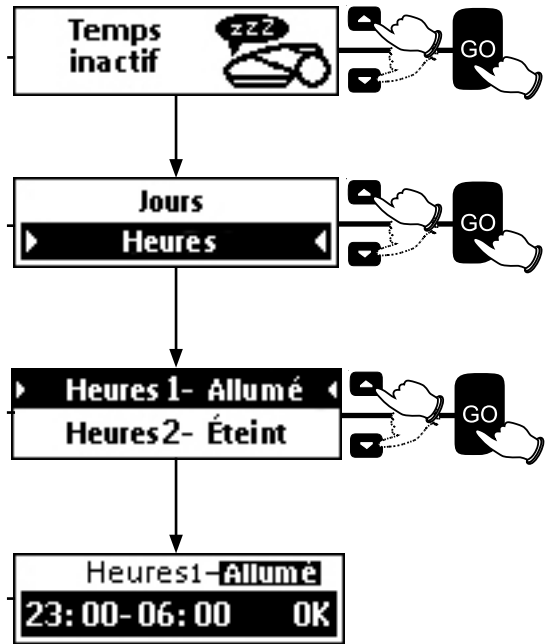 Temps zzz
inactif
GO
Jours
Heures
GO
Heures 1- Allumé
Heures 2- Éteint
GO
Heures1-Allumé
23:00-06:00 OK